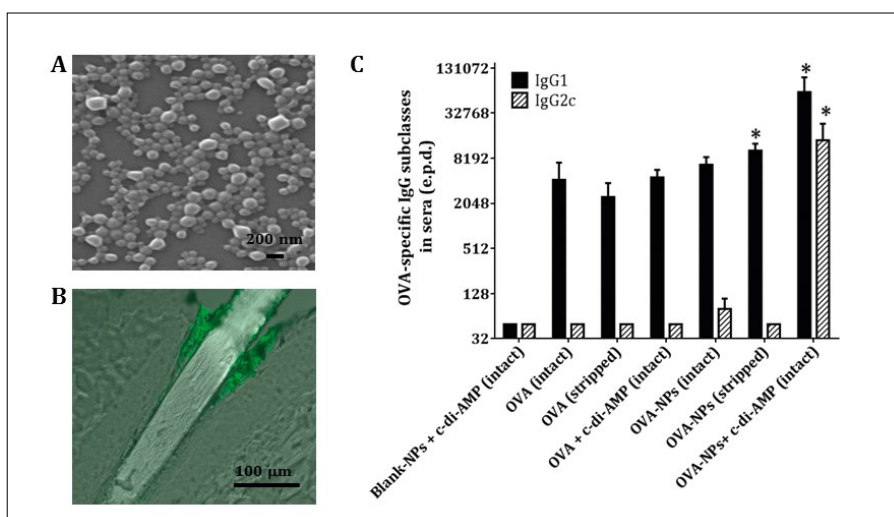 A
200 nm
B
100 µm
C
OVA-specific IgG subclasses
in sera (e.p.d.)
131072
32768
8192
2048
512
128
32
IgG1
IgG2c
*
*
*
Blank-NPs + c-di-AMP (intact)
OVA (intact)
OVA (stripped)
OVA + c-di-AMP (intact)
OVA-NPs (intact)
OVA-NPs (stripped)
OVA-NPs+ c-di-AMP (intact)